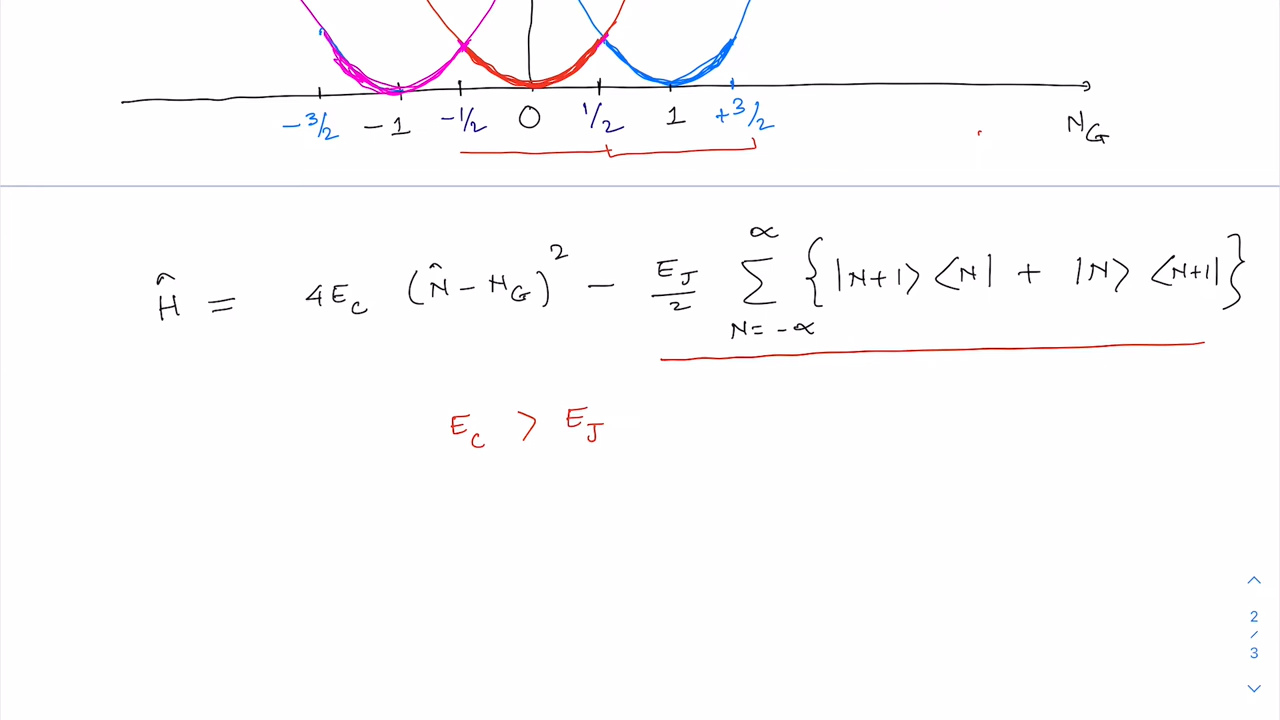 -3/2 -1 -1/2 0 1/2 1 +3/2 N_G
Ĥ = 4E_C (N̂ - N_G)² - E_J/2 ∑_{N=-∝}^{∝} {|N+1> <N| + |N> <N+1|}
E_C > E_J
2
/
3